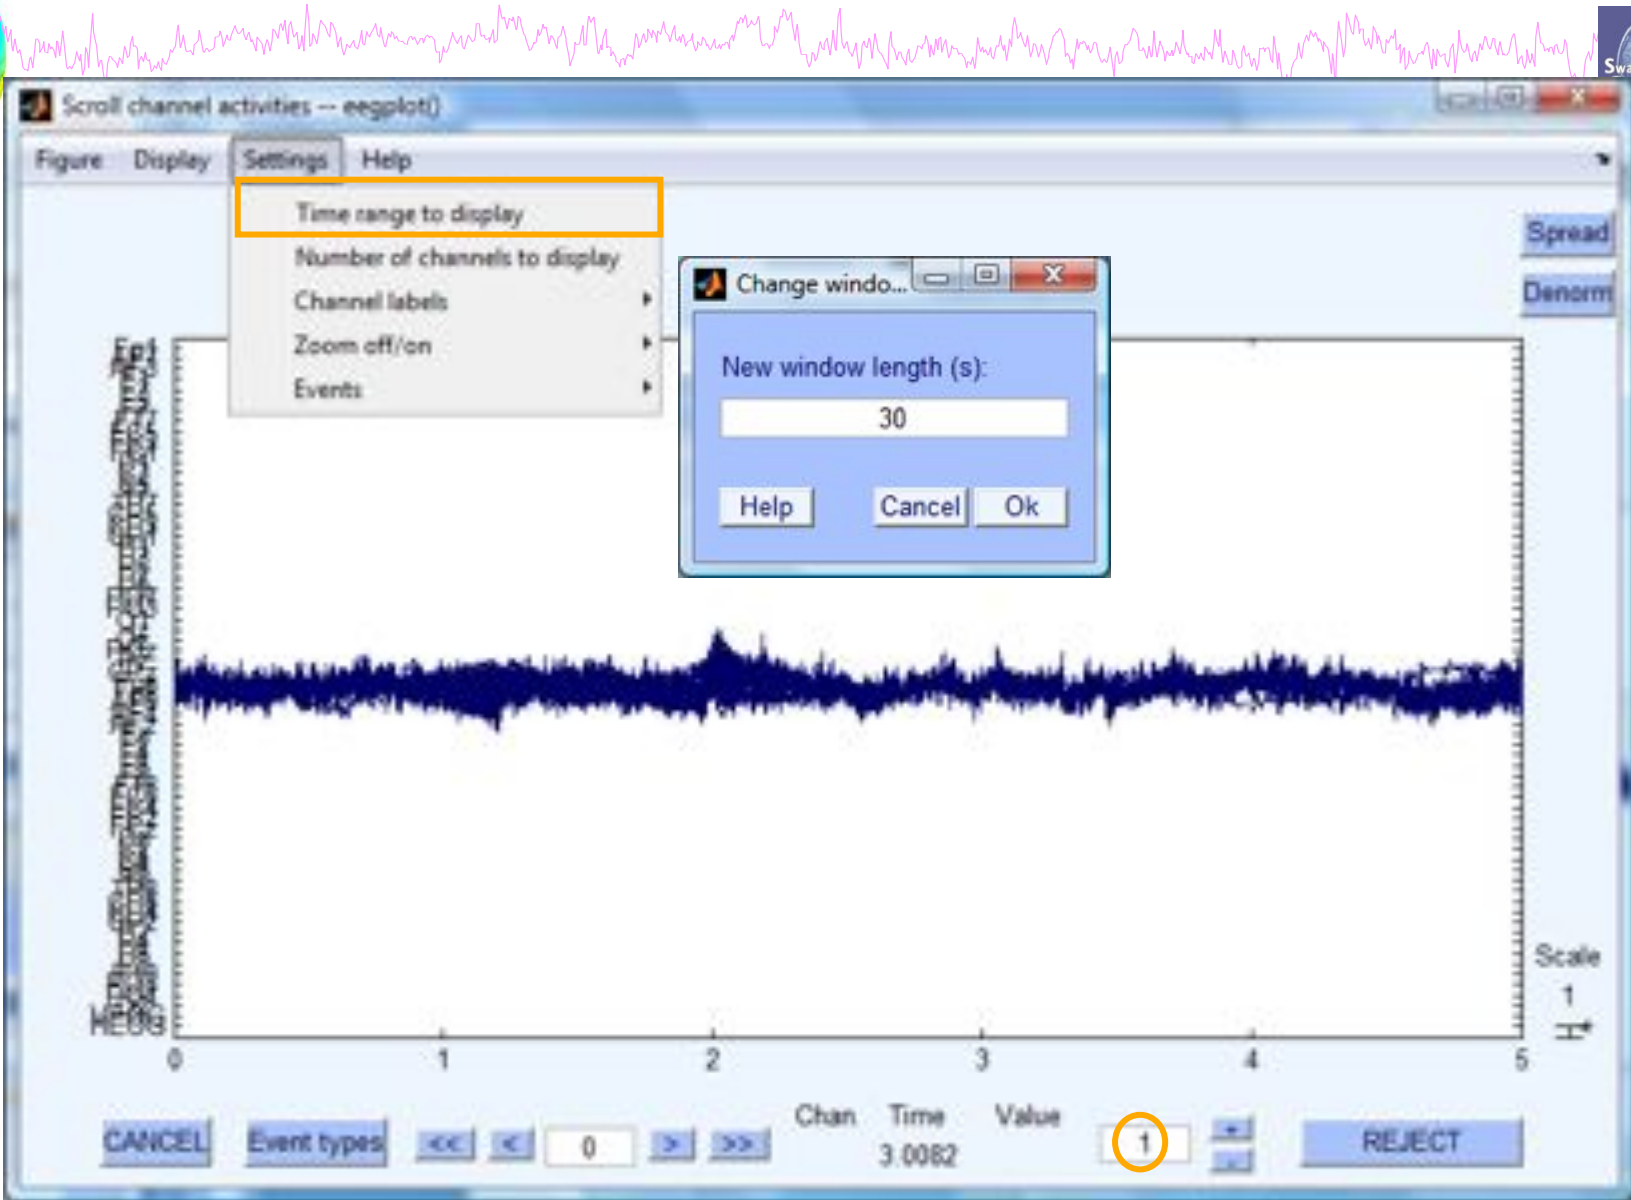 Swa
Scroll channel activities -- eegplot()
Figure Display Settings Help
Time range to display
Number of channels to display
Channel labels
Zoom off/on
Events
Spread
Denorm
Change windo...
New window length (s):
30
Help Cancel Ok
Fp1
HEOG
Scale
1
0 1 2 3 4 5
Chan Time Value
3.0082
CANCEL Event types << < 0 > >> 1 + - REJECT